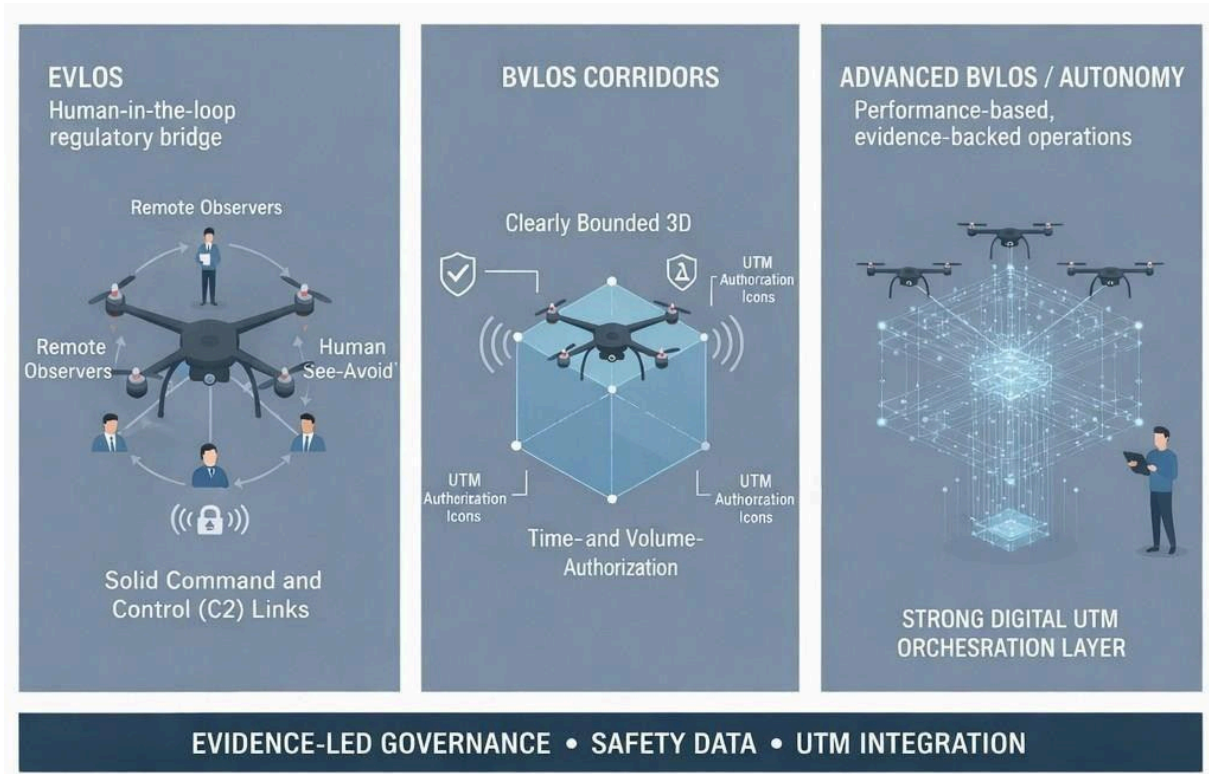 EVLOS
Human-in-the-loop
regulatory bridge
Remote Observers
Remote
Observers
Human
See-Avoid'
Solid Command and
Control (C2) Links
BVLOS CORRIDORS
Clearly Bounded 3D
UTM
Authorration
Icons
UTM
Authorration
Icons
UTM
Authorration
Icons
Time-and Volume-
Authorization
ADVANCED BVLOS / AUTONOMY
Performance-based,
evidence-backed operations
STRONG DIGITAL UTM
ORCHESRATION LAYER
EVIDENCE-LED GOVERNANCE • SAFETY DATA • UTM INTEGRATION